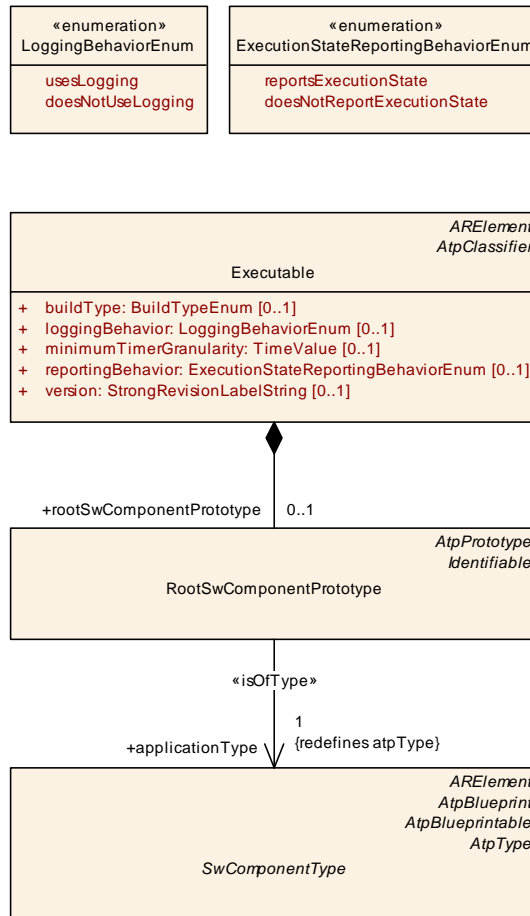 «enumeration»
LoggingBehaviorEnum
usesLogging
doesNotUseLogging
«enumeration»
ExecutionStateReportingBehaviorEnum
reportsExecutionState
doesNotReportExecutionState
ARElement
AtpClassifier
Executable
+ buildType: BuildTypeEnum [0..1]
+ loggingBehavior: LoggingBehaviorEnum [0..1]
+ minimumTimerGranularity: TimeValue [0..1]
+ reportingBehavior: ExecutionStateReportingBehaviorEnum [0..1]
+ version: StrongRevisionLabelString [0..1]
+rootSwComponentPrototype 0..1
AtpPrototype
Identifiable
RootSwComponentPrototype
«isOfType»
1
+applicationType {redefines atpType}
ARElement
AtpBlueprint
AtpBlueprintable
AtpType
SwComponentType